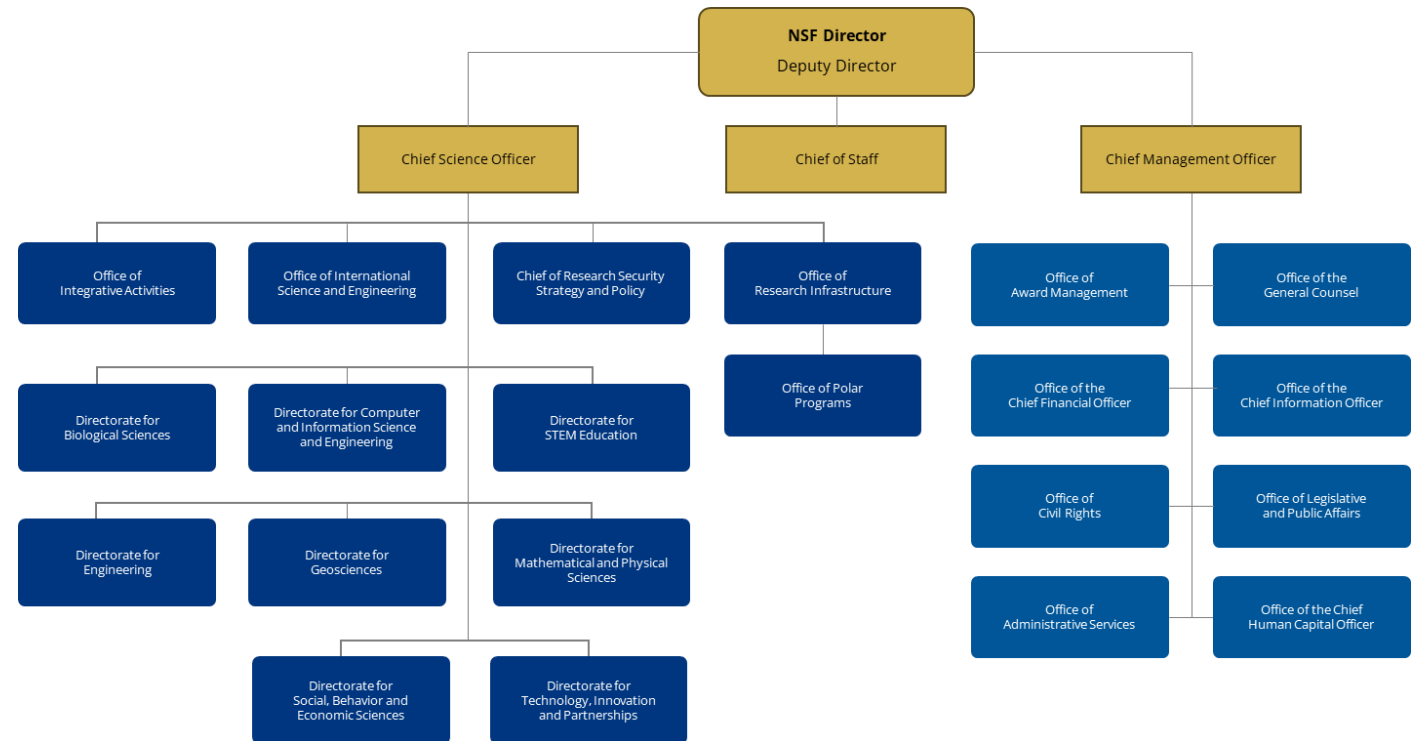 NSF Director
Deputy Director
Chief Science Officer
Chief of Staff
Chief Management Officer
Office of
Integrative Activities
Office of International
Science and Engineering
Chief of Research Security
Strategy and Policy
Office of
Research Infrastructure
Office of
Award Management
Office of the
General Counsel
Office of Polar
Programs
Office of the
Chief Financial Officer
Office of the
Chief Information Officer
Directorate for
Biological Sciences
Directorate for Computer
and Information Science
and Engineering
Directorate for
STEM Education
Office of
Civil Rights
Office of Legislative
and Public Affairs
Directorate for
Engineering
Directorate for
Geosciences
Directorate for
Mathematical and Physical
Sciences
Office of
Administrative Services
Office of the Chief
Human Capital Officer
Directorate for
Social, Behavior and
Economic Sciences
Directorate for
Technology, Innovation
and Partnerships